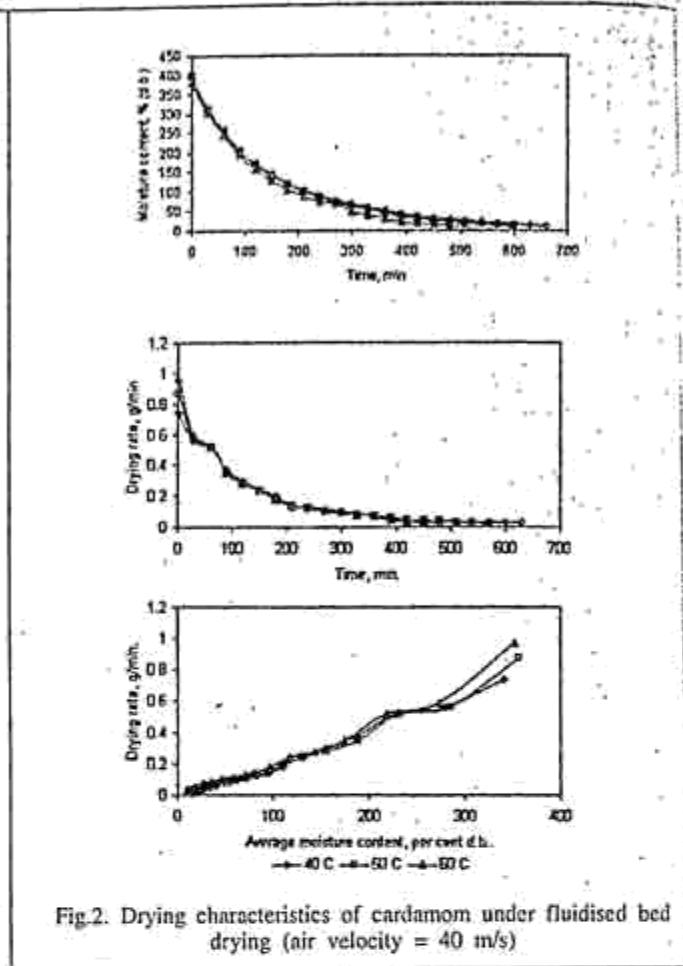 450
400
350
300
250
200
150
100
50
0
Moisture content, % (d b)
0 100 200 300 400 500 600 700
Time, min
1.2
1
0.8
0.6
0.4
0.2
0
Drying rate, g/min
0 100 200 300 400 500 600 700
Time, min.
1.2
1
0.8
0.6
0.4
0.2
0
Drying rate, g/min.
0 100 200 300 400
Average moisture content, per cent d.b.
40 C 50 C 60 C
Fig.2. Drying characteristics of cardamom under fluidised bed
drying (air velocity = 40 m/s)